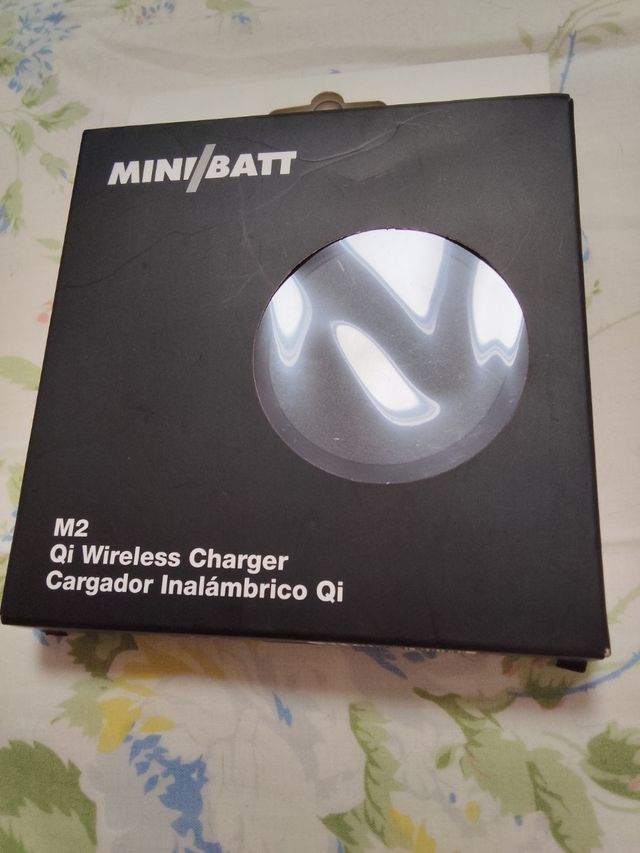 MINI/BATT
M2
Qi Wireless Charger
Cargador Inalámbrico Qi